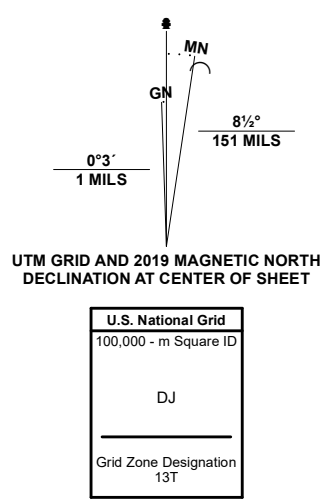 MN
GN
8½°
151 MILS
0°3´
1 MILS
UTM GRID AND 2019 MAGNETIC NORTH
DECLINATION AT CENTER OF SHEET
U.S. National Grid
100,000 - m Square ID
DJ
Grid Zone Designation
13T